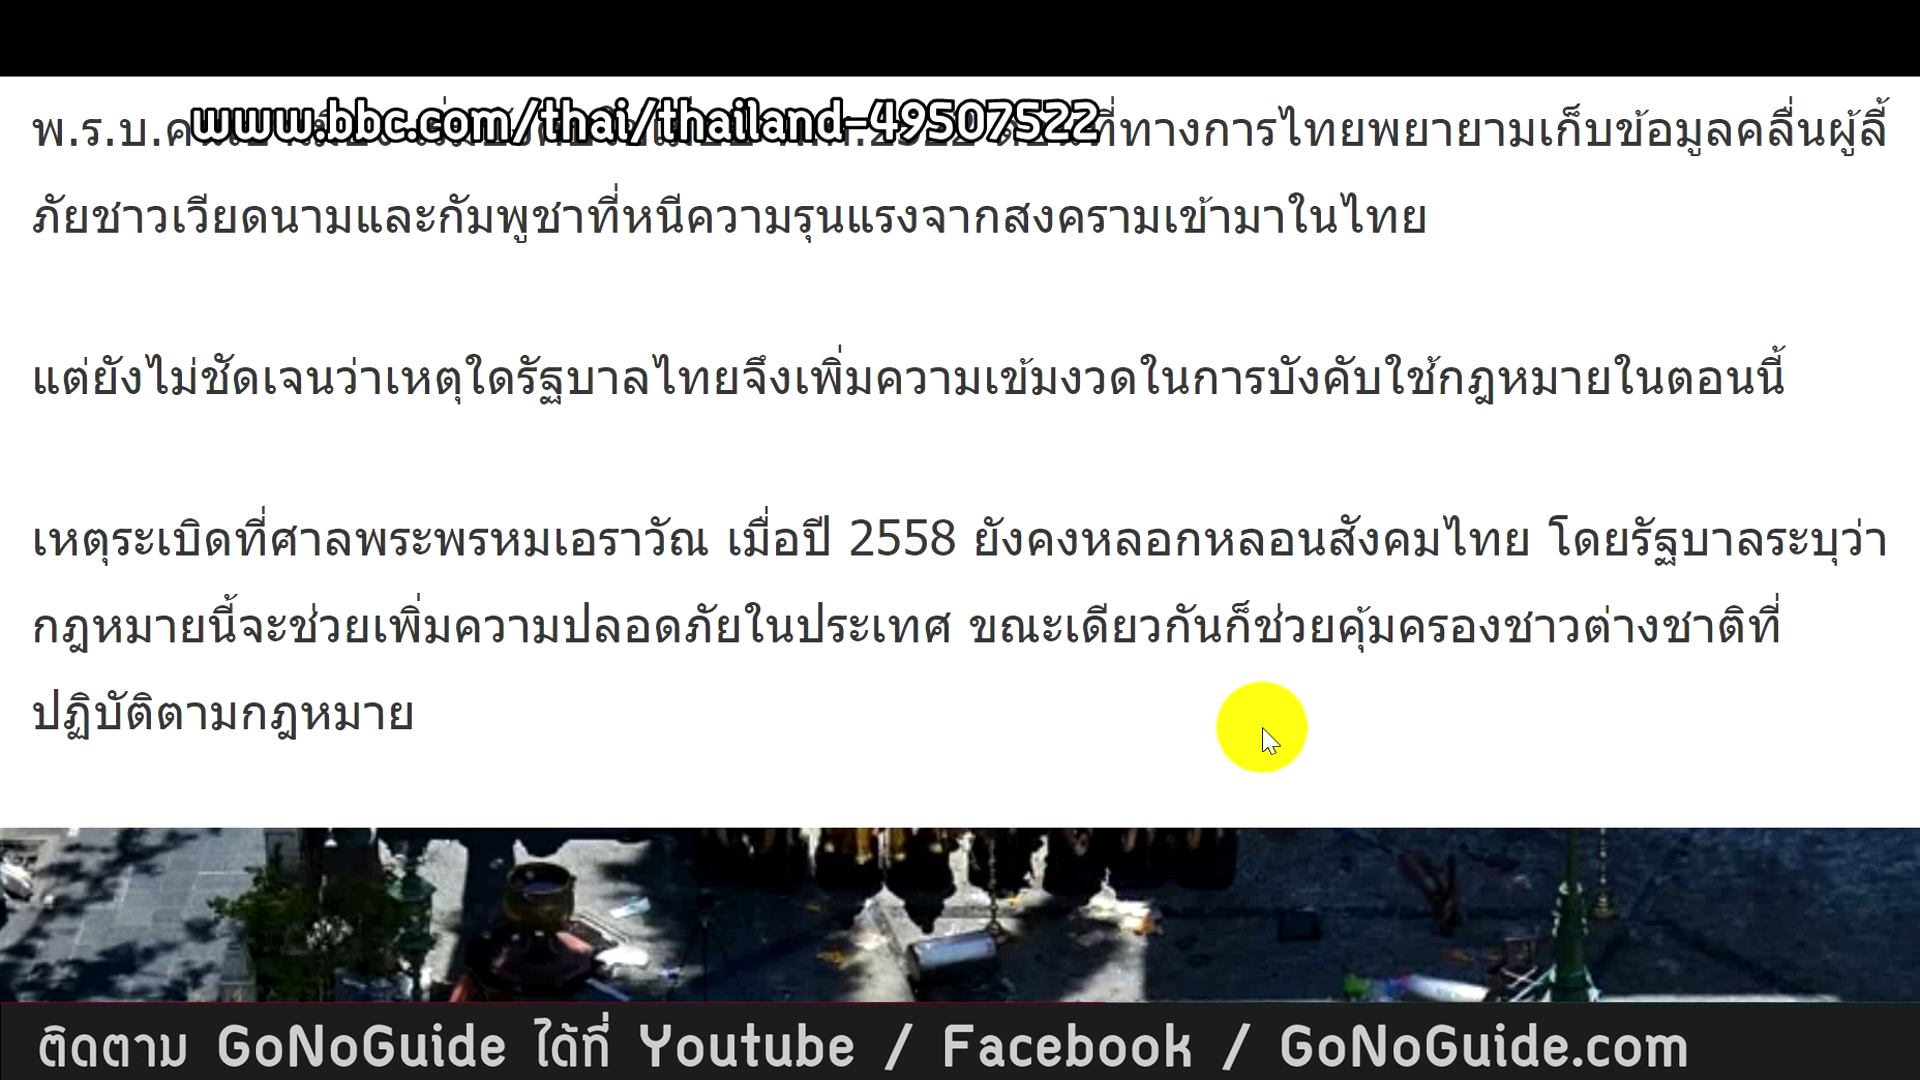 www.bbc.com/thai/thailand-49507522
พ.ร.บ. ที่ทางการไทยพยายามเก็บข้อมูลคลื่นผู้ลี้
ภัยชาวเวียดนามและกัมพูชาที่หนีความรุนแรงจากสงครามเข้ามาในไทย
แต่ยังไม่ชัดเจนว่าเหตุใดรัฐบาลไทยจึงเพิ่มความเข้มงวดในการบังคับใช้กฎหมายในตอนนี้
เหตุระเบิดที่ศาลพระพรหมเอราวัณ เมื่อปี 2558 ยังคงหลอกหลอนสังคมไทย โดยรัฐบาลระบุว่า
กฎหมายนี้จะช่วยเพิ่มความปลอดภัยในประเทศ ขณะเดียวกันก็ช่วยคุ้มครองชาวต่างชาติที่
ปฏิบัติตามกฎหมาย
ติดตาม GoNoGuide ได้ที่ Youtube / Facebook / GoNoGuide.com